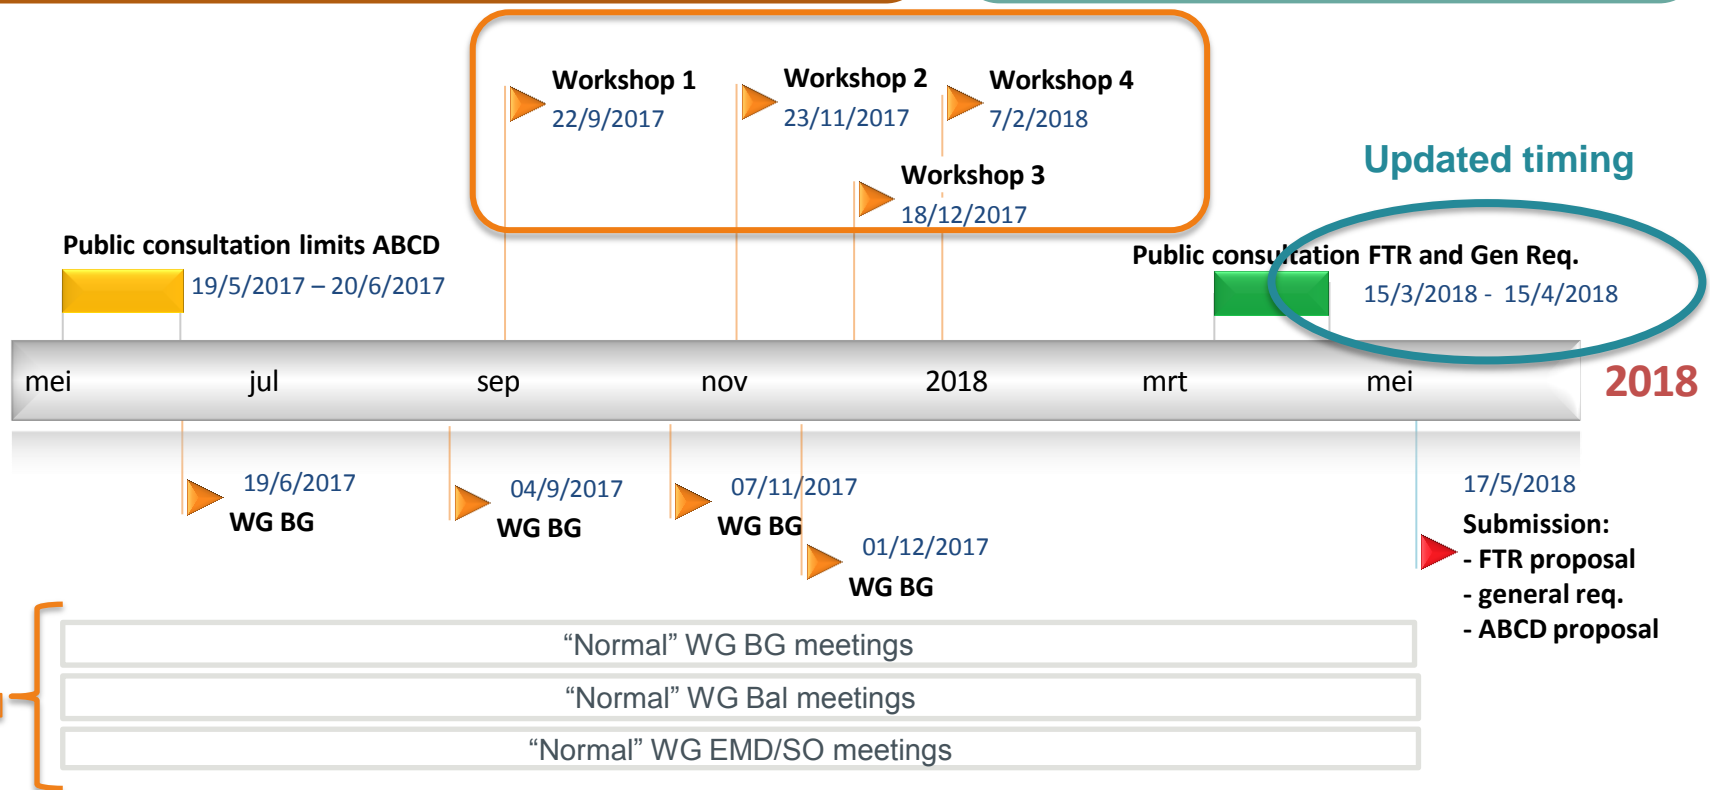 Workshop 1
22/9/2017
Workshop 2
23/11/2017
Workshop 4
7/2/2018
Workshop 3
18/12/2017
Updated timing
Public consultation limits ABCD
19/5/2017 – 20/6/2017
Public consultation FTR and Gen Req.
15/3/2018 - 15/4/2018
mei jul sep nov 2018 mrt mei
2018
19/6/2017
WG BG
04/9/2017
WG BG
07/11/2017
WG BG
01/12/2017
WG BG
17/5/2018
Submission:
- FTR proposal
- general req.
- ABCD proposal
“Normal” WG BG meetings
“Normal” WG Bal meetings
“Normal” WG EMD/SO meetings